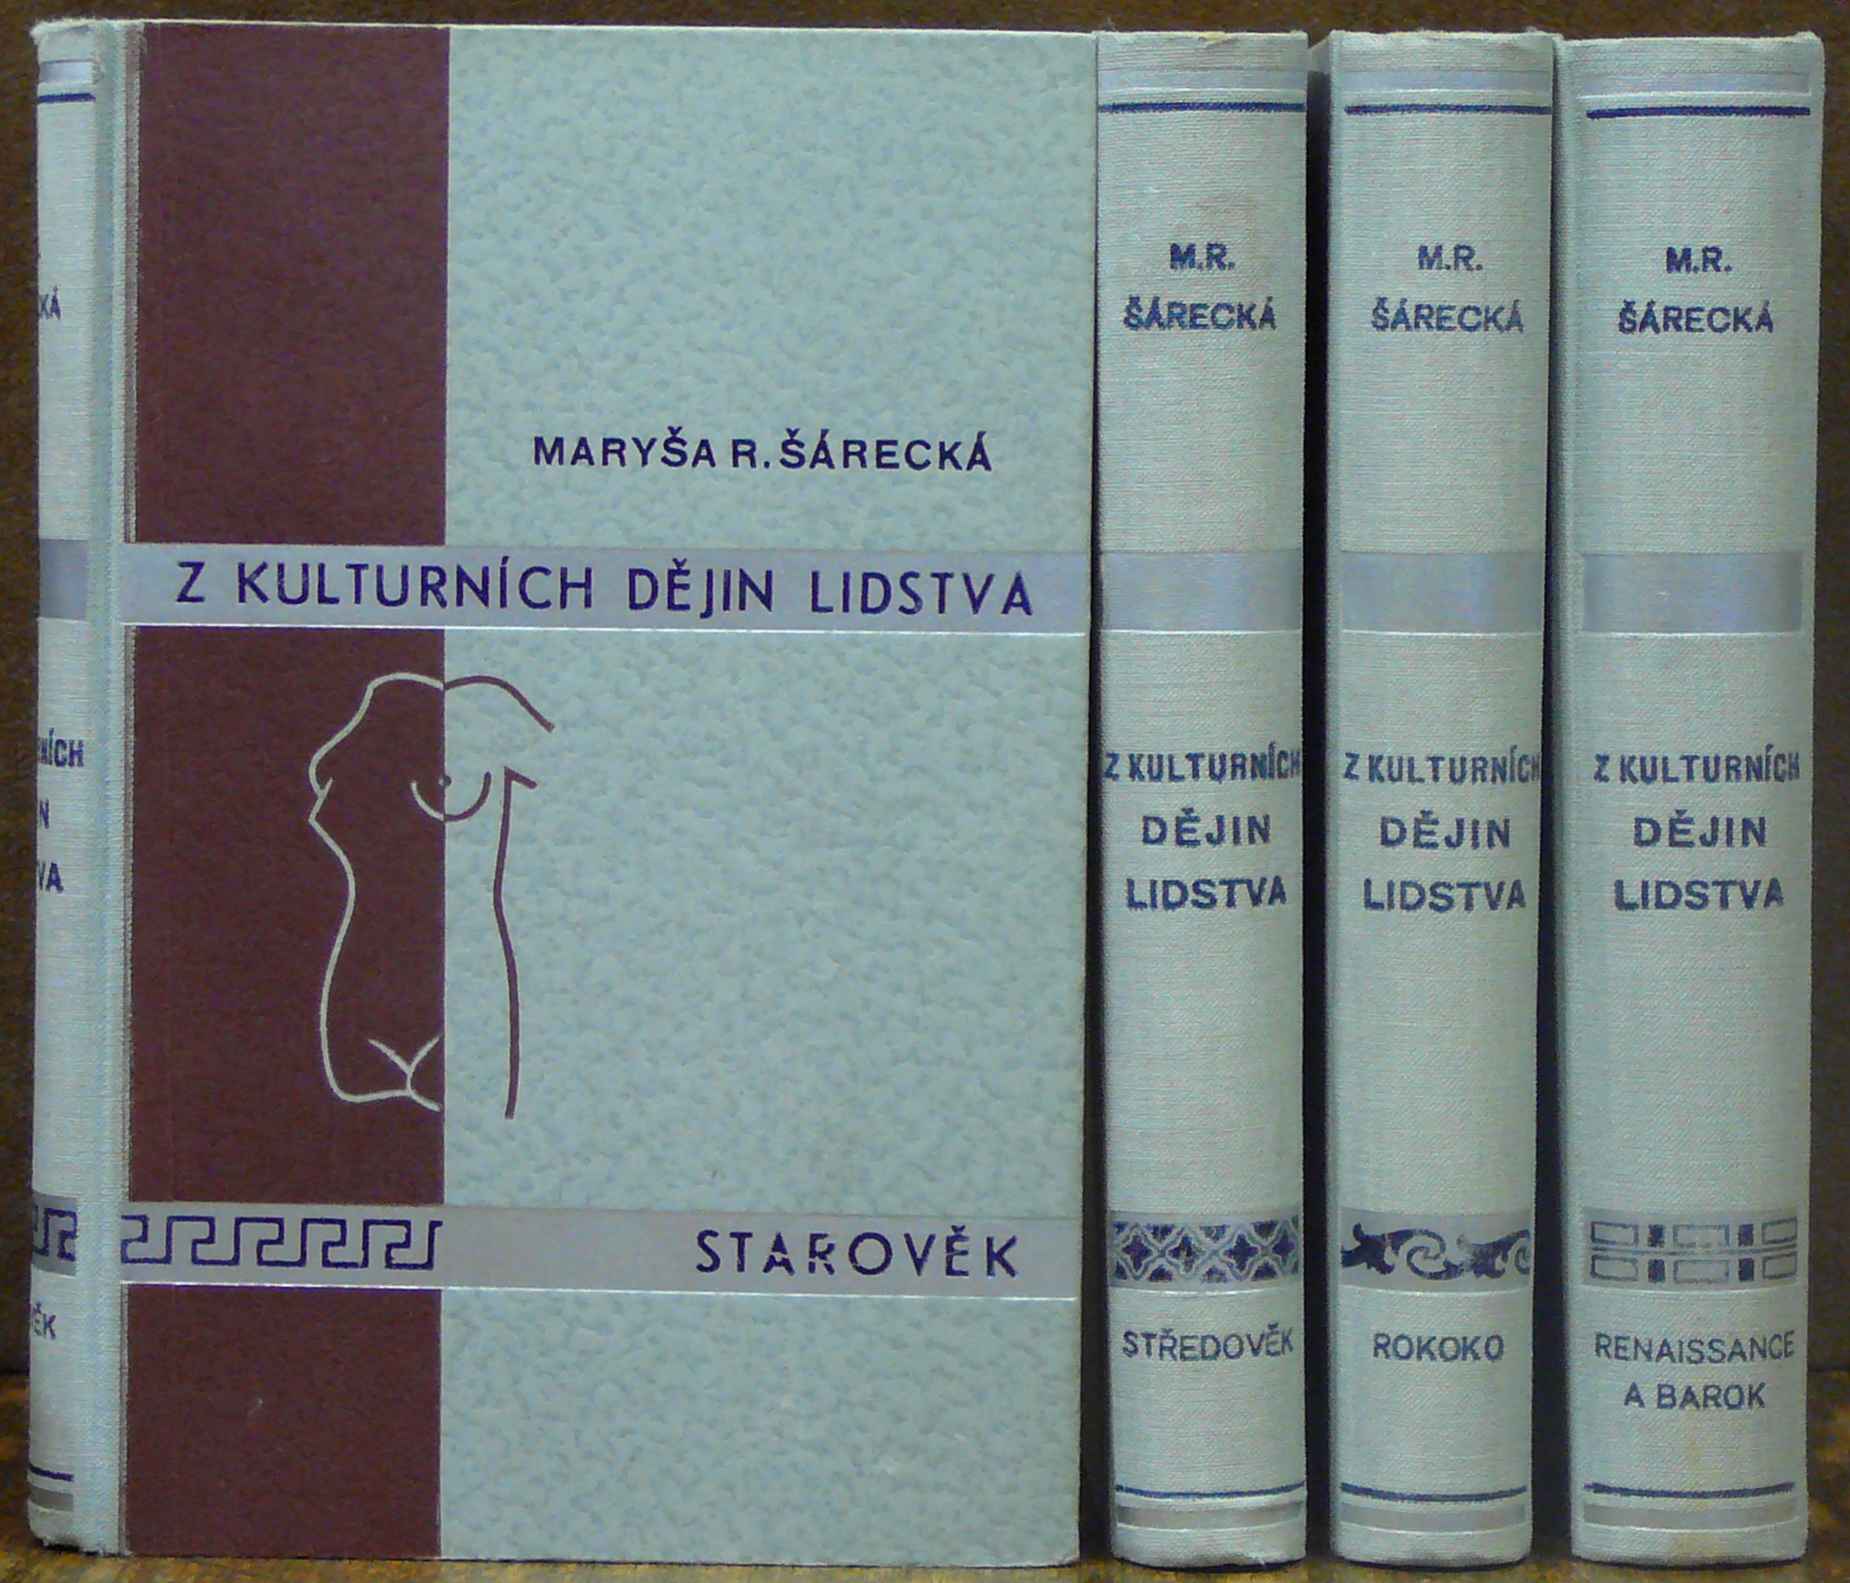 MARYŠA R. ŠÁRECKÁ
Z KULTURNÍCH DĚJIN LIDSTVA
STAROVĚK
M.R.
ŠÁRECKÁ
Z KULTURNÍCH
DĚJIN
LIDSTVA
STŘEDOVĚK
M.R.
ŠÁRECKÁ
Z KULTURNÍCH
DĚJIN
LIDSTVA
ROKOKO
M.R.
ŠÁRECKÁ
Z KULTURNÍCH
DĚJIN
LIDSTVA
RENAISSANCE
A BAROK